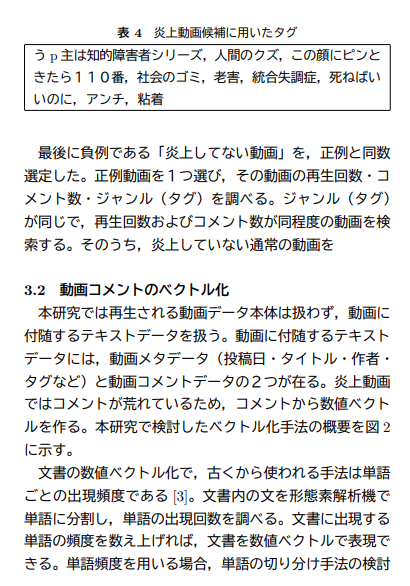 表 4　炎上動画候補に用いたタグ
う p 主は知的障害者シリーズ，人間のクズ，この顔にピンと
きたら１１０番，社会のゴミ，老害，統合失調症，死ねばい
いのに，アンチ，粘着
最後に負例である「炎上してない動画」を，正例と同数
選定した。正例動画を１つ選び，その動画の再生回数・コ
メント数・ジャンル（タグ）を調べる。ジャンル（タグ）
が同じで，再生回数およびコメント数が同程度の動画を検
索する。そのうち，炎上していない通常の動画を
3.2　動画コメントのベクトル化
本研究では再生される動画データ本体は扱わず，動画に
付随するテキストデータを扱う。動画に付随するテキスト
データには，動画メタデータ（投稿日・タイトル・作者・
タグなど）と動画コメントデータの２つが在る。炎上動画
ではコメントが荒れているため，コメントから数値ベクト
ルを作る。本研究で検討したベクトル化手法の概要を図 2
に示す。
文書の数値ベクトル化で，古くから使われる手法は単語
ごとの出現頻度である [3]。文書内の文を形態素解析機で
単語に分割し，単語の出現回数を調べる。文書に出現する
単語の頻度を数え上げれば，文書を数値ベクトルで表現で
きる。単語頻度を用いる場合，単語の切り分け手法の検討